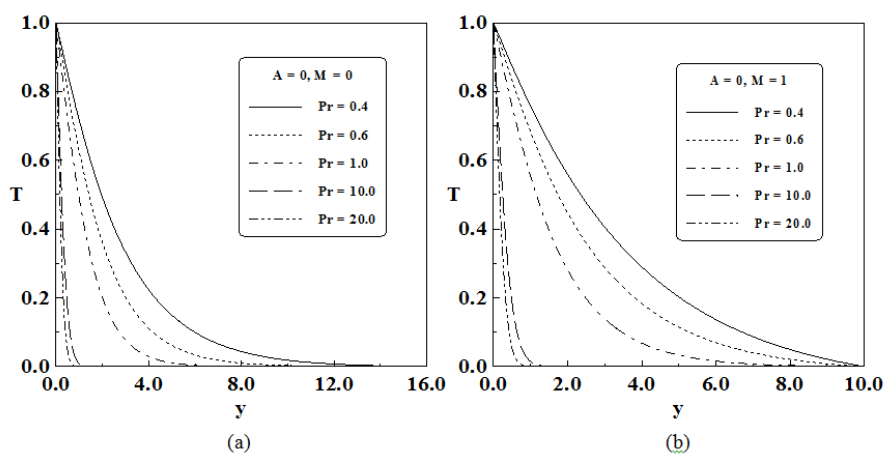 1.0
0.8
0.6
T
0.4
0.2
0.0
0.0 4.0 8.0 12.0 16.0
y
A = 0, M = 0
Pr = 0.4
Pr = 0.6
Pr = 1.0
Pr = 10.0
Pr = 20.0
(a)
1.0
0.8
0.6
T
0.4
0.2
0.0
0.0 2.0 4.0 6.0 8.0 10.0
y
A = 0, M = 1
Pr = 0.4
Pr = 0.6
Pr = 1.0
Pr = 10.0
Pr = 20.0
(b)